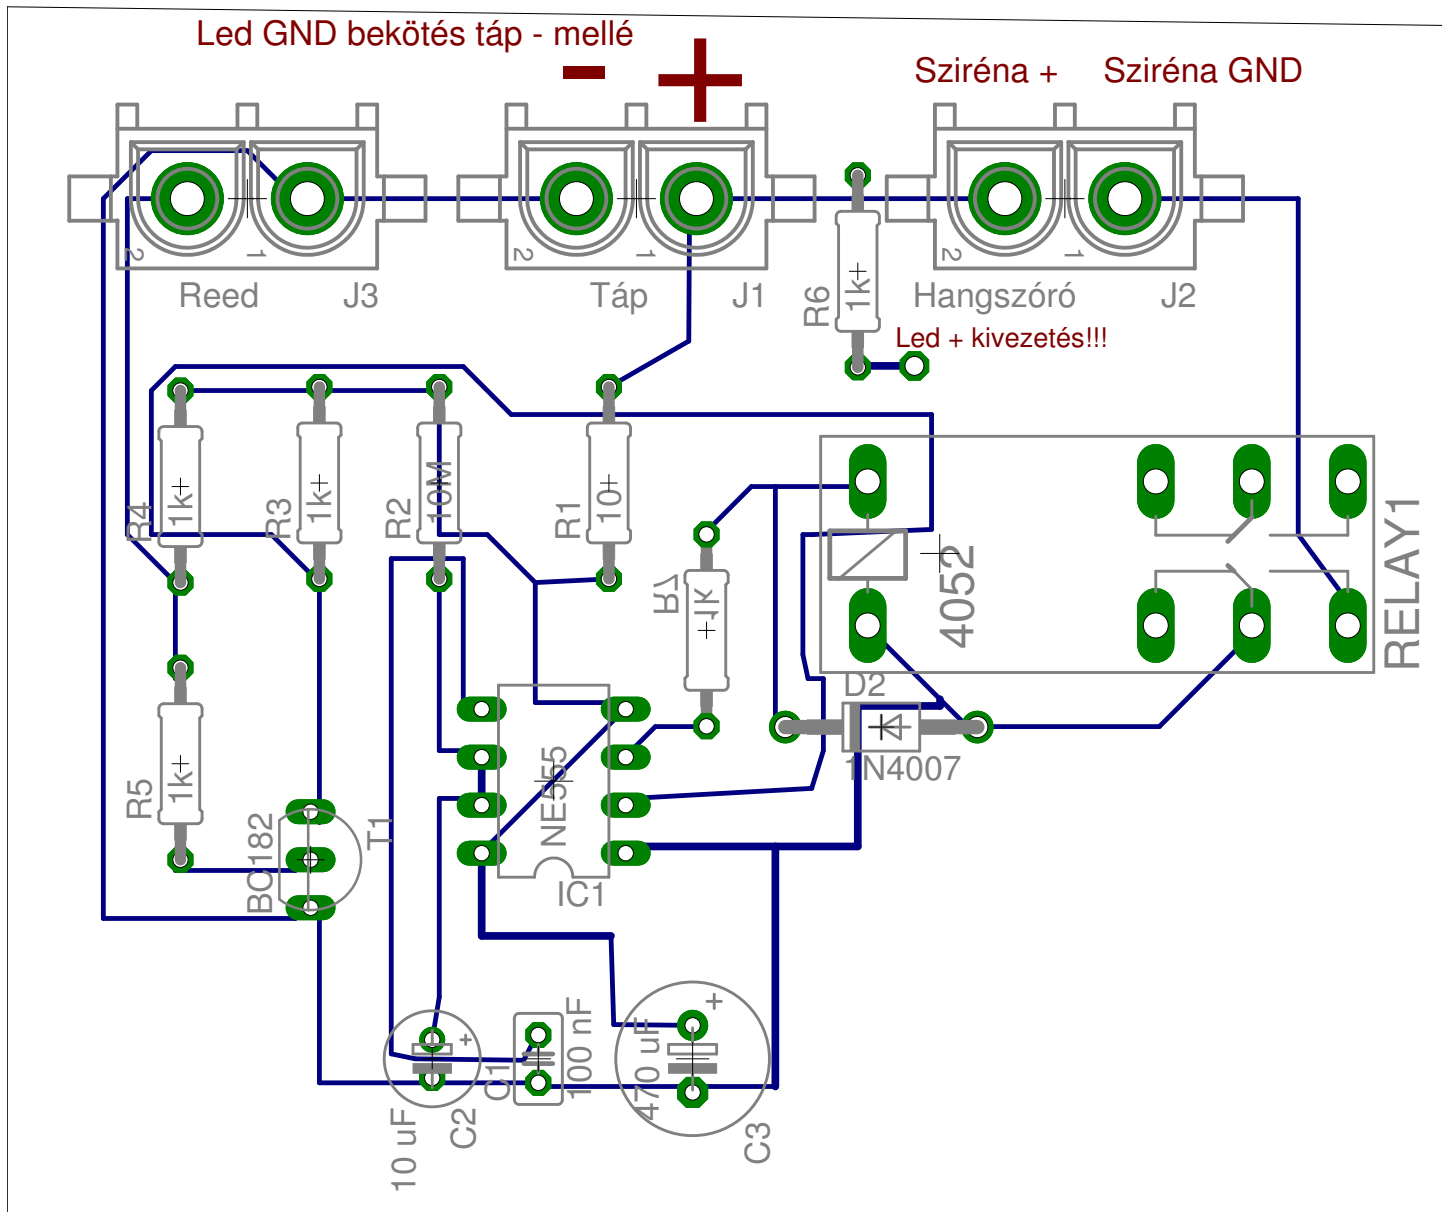 Led GND bekötés táp - mellé
- +
Sziréna + Sziréna GND
2 1
2 1
2 1
Reed J3
Táp J1
Hangszóró J2
R6 1k
Led + kivezetés!!!
R4 1k
R3 1k
R2 10M
R1 10
R7 1k
4052
RELAY1
D2
1N4007
R5 1k
BC182
T1
NE555
IC1
10 uF
C2
+
C1
100 nF
470 uF
+
C3